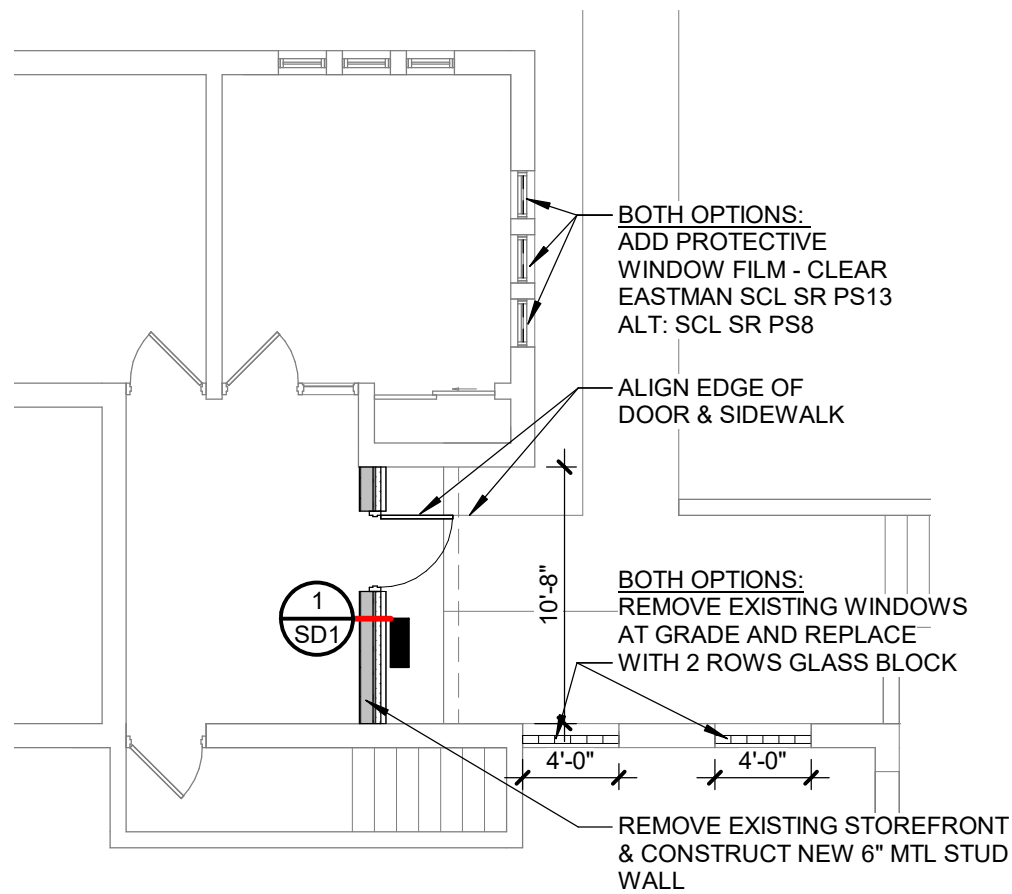 BOTH OPTIONS:
ADD PROTECTIVE
WINDOW FILM - CLEAR
EASTMAN SCL SR PS13
ALT: SCL SR PS8
ALIGN EDGE OF
DOOR & SIDEWALK
10'-8"
1
SD1
BOTH OPTIONS:
REMOVE EXISTING WINDOWS
AT GRADE AND REPLACE
WITH 2 ROWS GLASS BLOCK
4'-0"
4'-0"
REMOVE EXISTING STOREFRONT
& CONSTRUCT NEW 6" MTL STUD
WALL